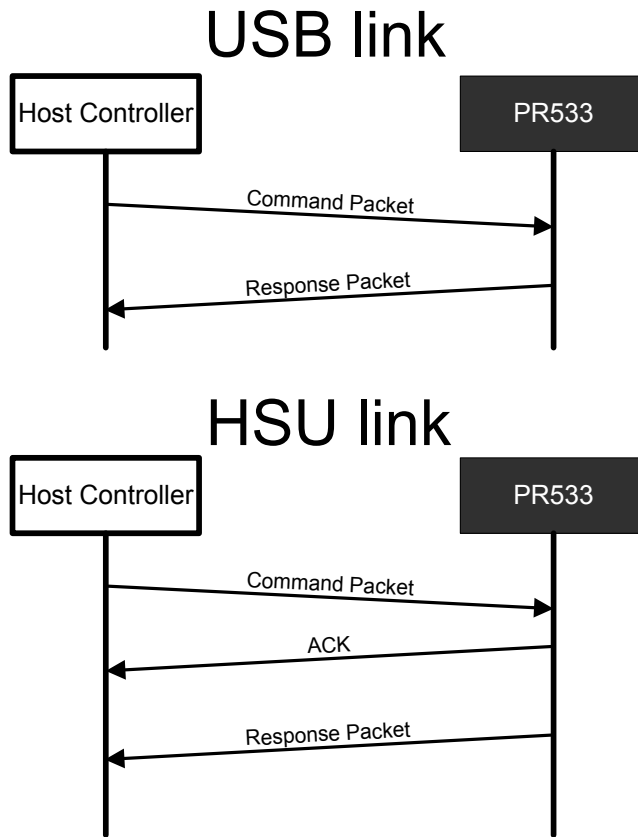 USB link
Host Controller
PR533
Command Packet
Response Packet
HSU link
Host Controller
PR533
Command Packet
ACK
Response Packet